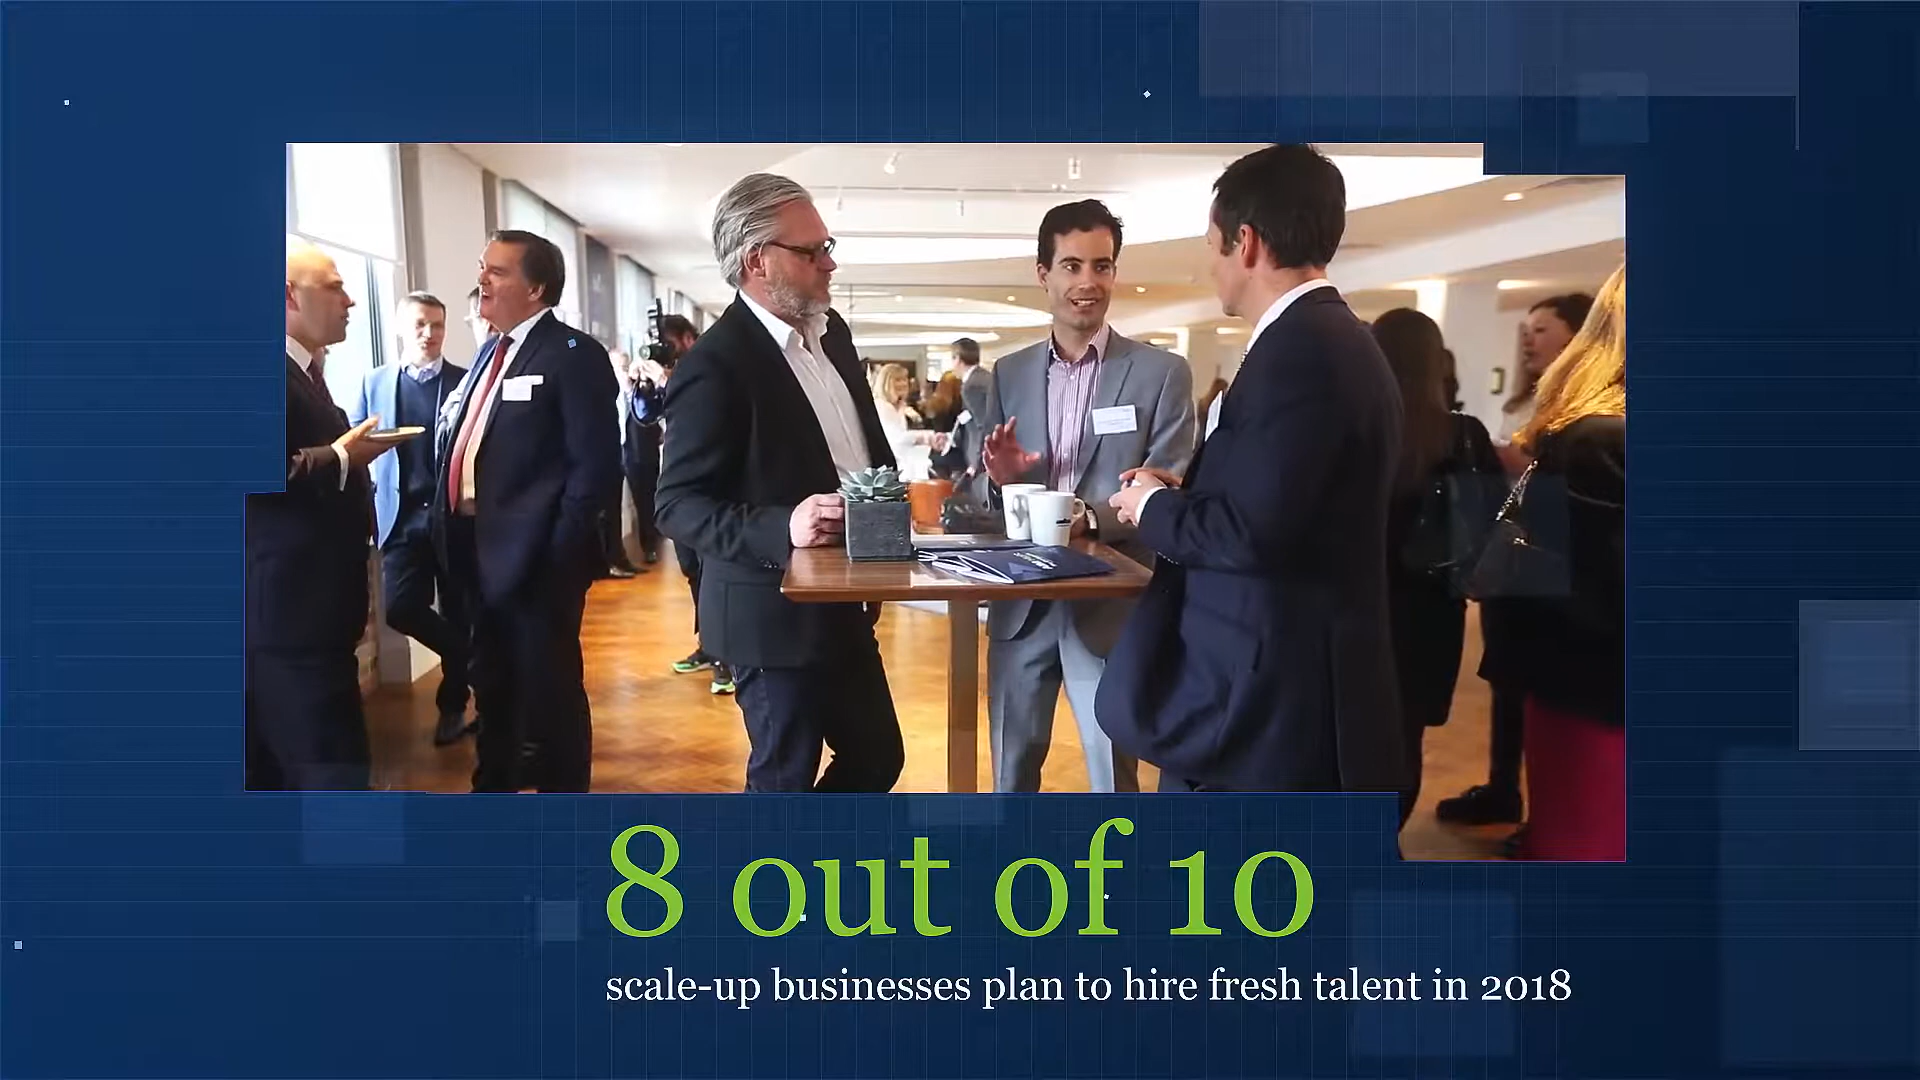 8 out of 10
scale-up businesses plan to hire fresh talent in 2018